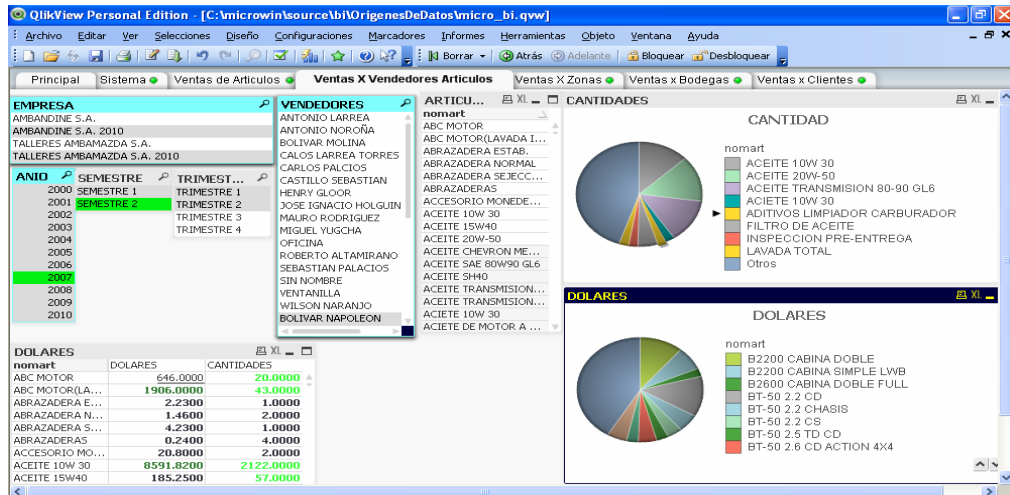 QlikView Personal Edition - [C:\microwin\source\bi\OrigenesDeDatos\micro_bi.qvw]
Archivo Editar Ver Selecciones Diseño Configuraciones Marcadores Informes Herramientas Objeto Ventana Ayuda
Borrar Atrás Adelante Bloquear Desbloquear
Principal Sistema Ventas de Articulos Ventas X Vendedores Articulos Ventas X Zonas Ventas x Bodegas Ventas x Clientes
EMPRESA
AMBANDINE S.A.
AMBANDINE S.A. 2010
TALLERES AMBAMAZDA S.A.
TALLERES AMBAMAZDA S.A. 2010
ANIO
2000
2001
2002
2003
2004
2005
2006
2007
2008
2009
2010
SEMESTRE
SEMESTRE 1
SEMESTRE 2
TRIMEST...
TRIMESTRE 1
TRIMESTRE 2
TRIMESTRE 3
TRIMESTRE 4
VENDEDORES
ANTONIO LARREA
ANTONIO NOROÑA
BOLIVAR MOLINA
CALOS LARREA TORRES
CARLOS PALCIOS
CASTILLO SEBASTIAN
HENRY GLOOR
JOSE IGNACIO HOLGUIN
MAURO RODRIGUEZ
MIGUEL YUGCHA
OFICINA
ROBERTO ALTAMIRANO
SEBASTIAN PALACIOS
SIN NOMBRE
VENTANILLA
WILSON NARANJO
BOLIVAR NAPOLEON
ARTICU... XL
nomart
ABC MOTOR
ABC MOTOR(LAVADA I...
ABRAZADERA ESTAB.
ABRAZADERA NORMAL
ABRAZADERA SEJECC...
ABRAZADERAS
ACCESORIO MONEDE...
ACEITE 10W 30
ACEITE 15W40
ACEITE 20W-50
ACEITE CHEVRON ME...
ACEITE SAE 80W90 GL6
ACEITE SH40
ACEITE TRANSMISION...
ACEITE TRANSMISION...
ACIETE 10W 30
ACIETE DE MOTOR A ...
CANTIDADES XL
CANTIDAD
nomart
ACEITE 10W 30
ACEITE 20W-50
ACEITE TRANSMISION 80-90 GL6
ACIETE 10W 30
ADITIVOS LIMPIADOR CARBURADOR
FILTRO DE ACEITE
INSPECCION PRE-ENTREGA
LAVADA TOTAL
Otros
DOLARES XL
DOLARES
nomart
B2200 CABINA DOBLE
B2200 CABINA SIMPLE LWB
B2600 CABINA DOBLE FULL
BT-50 2.2 CD
BT-50 2.2 CHASIS
BT-50 2.2 CS
BT-50 2.5 TD CD
BT-50 2.6 CD ACTION 4X4
DOLARES XL
nomart DOLARES CANTIDADES
ABC MOTOR 646.0000 20.0000
ABC MOTOR(LA... 1906.0000 43.0000
ABRAZADERA E... 2.2300 1.0000
ABRAZADERA N... 1.4600 2.0000
ABRAZADERA S... 4.2300 1.0000
ABRAZADERAS 0.2400 4.0000
ACCESORIO MO... 20.8000 2.0000
ACEITE 10W 30 8591.8200 2122.0000
ACEITE 15W40 185.2500 57.0000